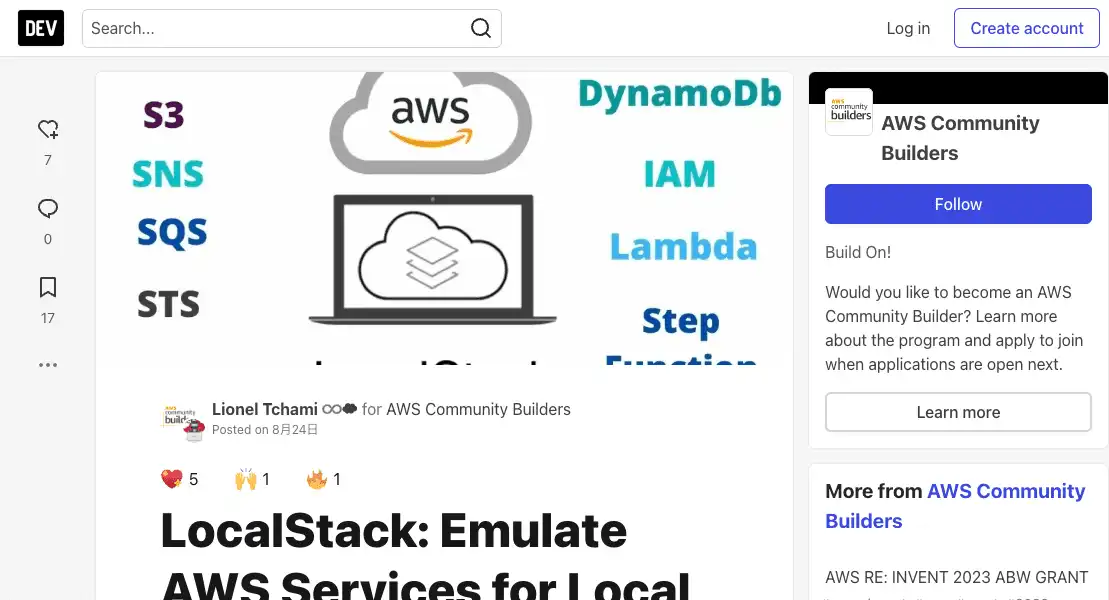 DEV
Search...
Log in
Create account
7
0
17
S3
SNS
SQS
STS
aws
DynamoDb
IAM
Lambda
Step
Function
Lionel Tchami for AWS Community Builders
Posted on 8月24日
5
1
1
LocalStack: Emulate
AWS Services for Local
aws
community
builders
AWS Community
Builders
Follow
Build On!
Would you like to become an AWS
Community Builder? Learn more
about the program and apply to join
when applications are open next.
Learn more
More from AWS Community
Builders
AWS RE: INVENT 2023 ABW GRANT